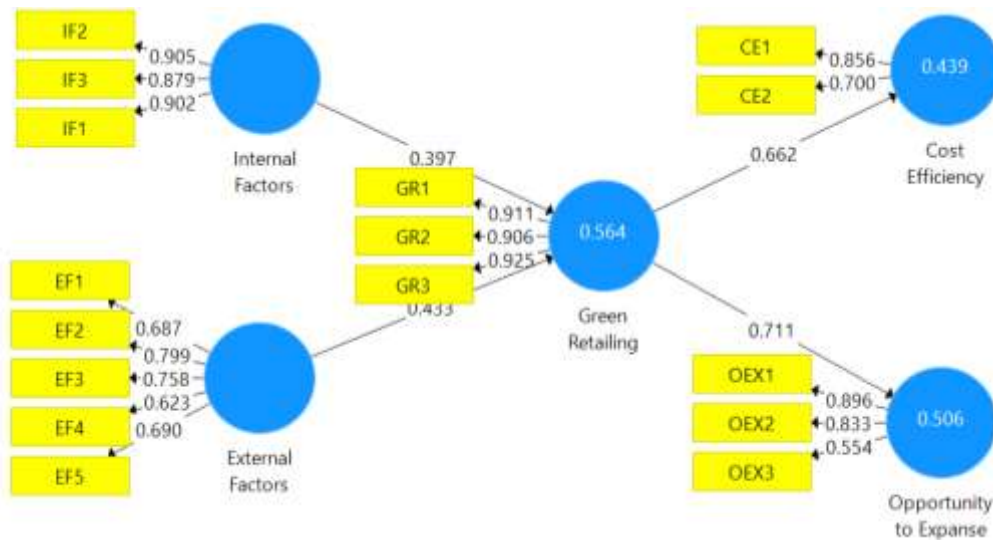 IF2
IF3
IF1
0.905
0.879
0.902
Internal
Factors
0.397
EF1
EF2
EF3
EF4
EF5
0.687
0.799
0.758
0.623
0.690
External
Factors
0.433
GR1
GR2
GR3
0.911
0.906
0.925
0.564
Green
Retailing
0.662
0.711
CE1
CE2
0.856
0.700
0.439
Cost
Efficiency
OEX1
OEX2
OEX3
0.896
0.833
0.554
0.506
Opportunity
to Expanse